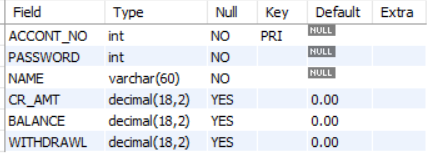 Field Type Null Key Default Extra
ACCONT_NO int NO PRI NULL
PASSWORD int NO NULL
NAME varchar(60) NO NULL
CR_AMT decimal(18,2) YES 0.00
BALANCE decimal(18,2) YES 0.00
WITHDRAWL decimal(18,2) YES 0.00